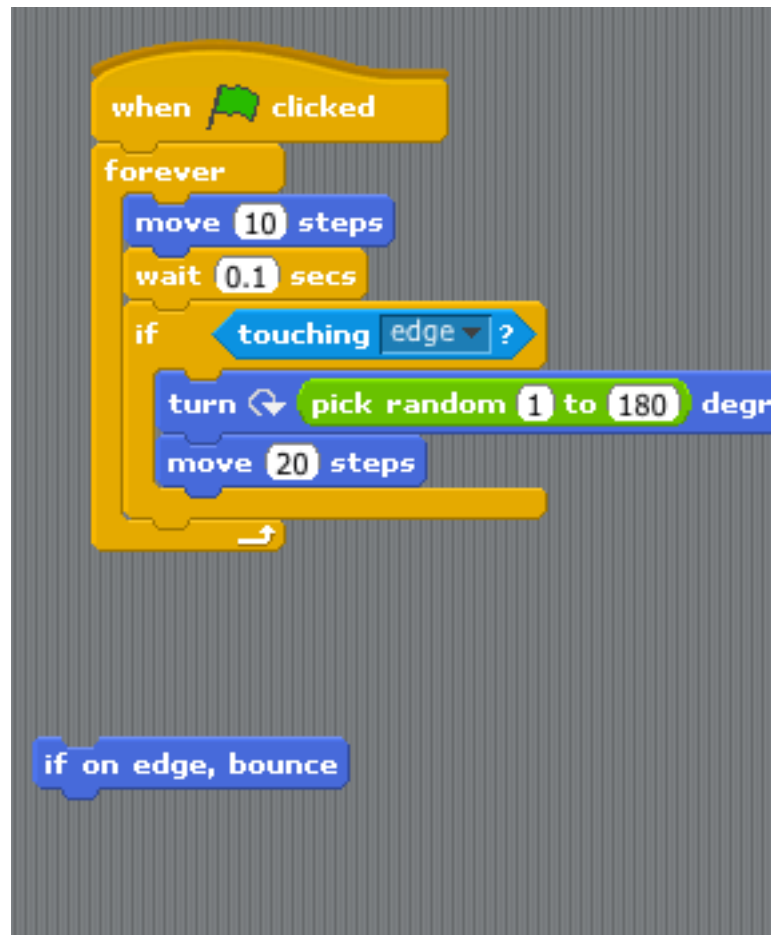 when clicked
forever
move 10 steps
wait 0.1 secs
if touching edge ?
turn pick random 1 to 180 degr
move 20 steps
if on edge, bounce